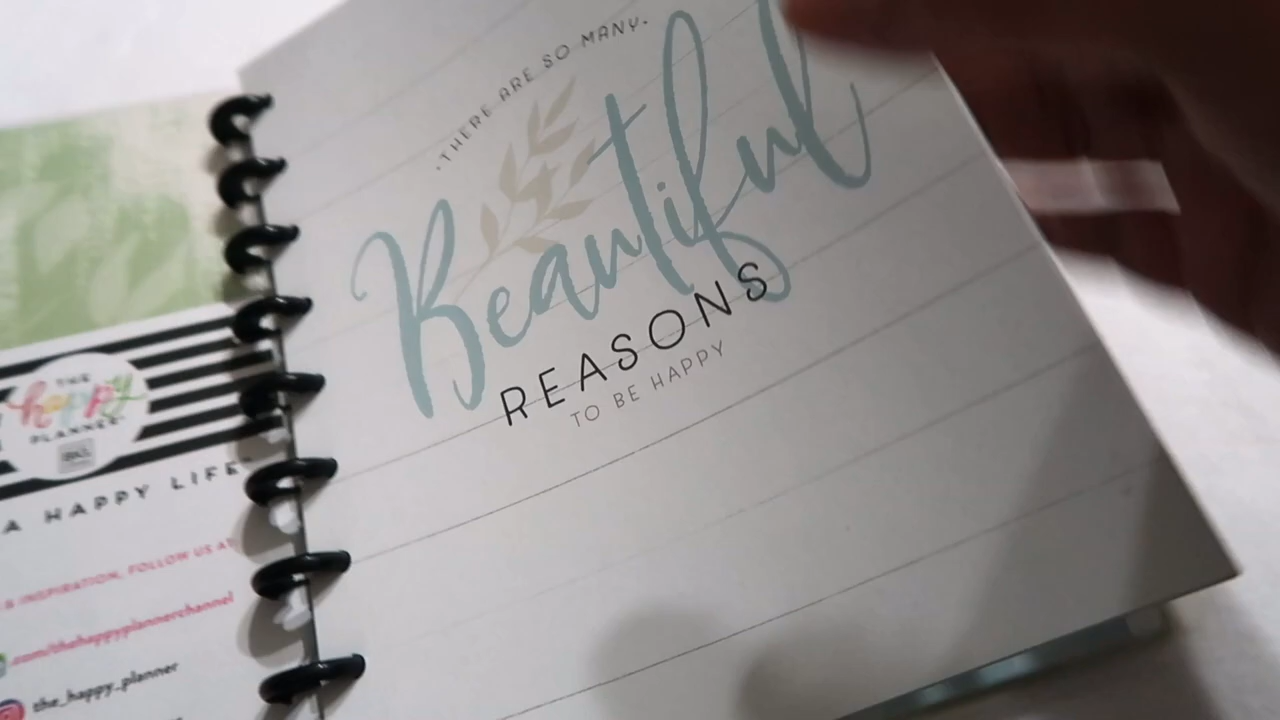 THE
happy
PLANNER
A HAPPY LIFE
& INSPIRATION, FOLLOW US AT
.com/thehappyplannerchannel
the_happy_planner
·THERE ARE SO MANY·
Beautiful
REASONS
TO BE HAPPY